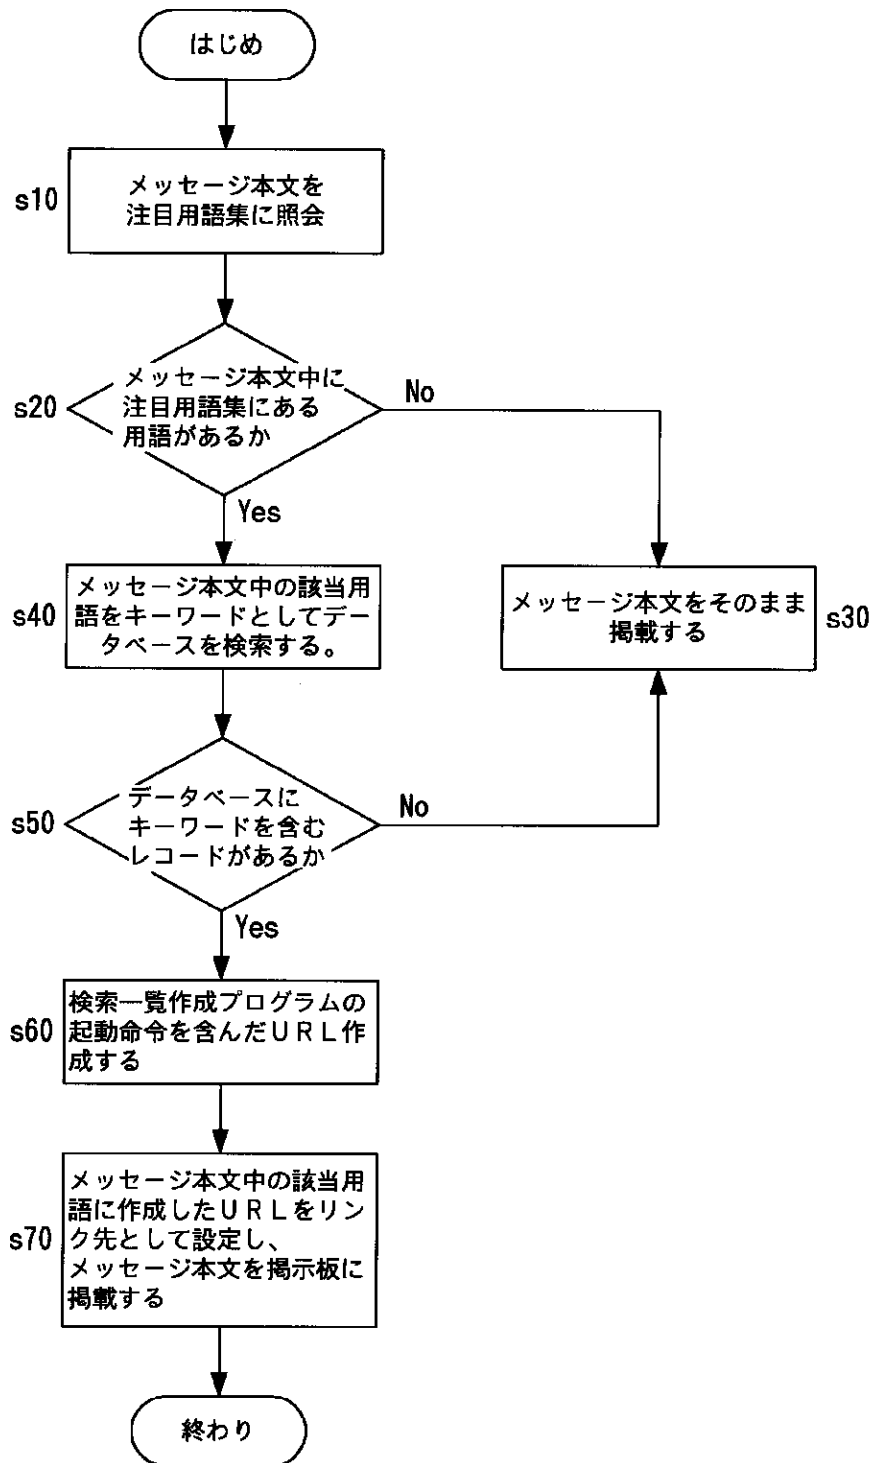 はじめ
s10
メッセージ本文を
注目用語集に照会
s20
メッセージ本文中に
注目用語集にある
用語があるか
No
Yes
s40
メッセージ本文中の該当用
語をキーワードとしてデー
タベースを検索する。
メッセージ本文をそのまま
掲載する
s30
s50
データベースに
キーワードを含む
レコードがあるか
No
Yes
s60
検索一覧作成プログラムの
起動命令を含んだURL作
成する
s70
メッセージ本文中の該当用
語に作成したURLをリン
ク先として設定し、
メッセージ本文を掲示板に
掲載する
終わり